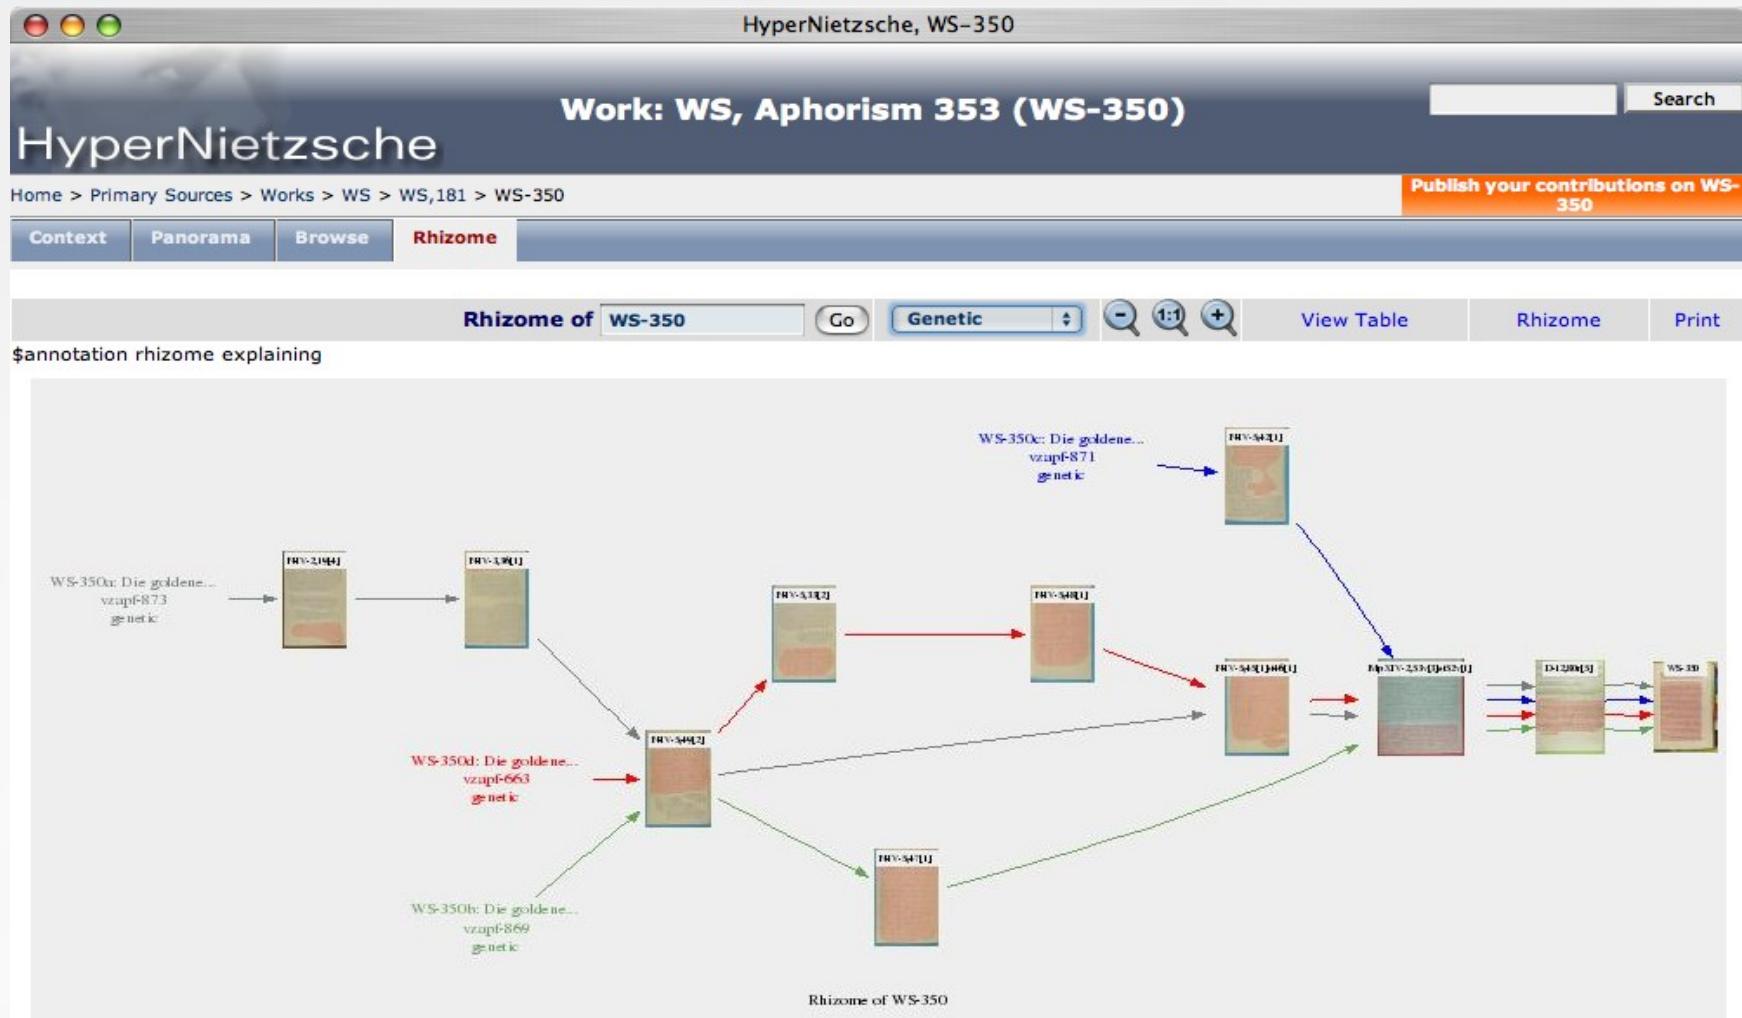 HyperNietzsche, WS-350
Work: WS, Aphorism 353 (WS-350)
Search
HyperNietzsche
Home > Primary Sources > Works > WS > WS,181 > WS-350
Publish your contributions on WS-
350
Context Panorama Browse Rhizome
Rhizome of WS-350 Go Genetic - 1:1 + View Table Rhizome Print
$annotation rhizome explaining
WS-350c: Die goldene...
vzapf-871
genetic
WS-350a: Die goldene...
vzapf-873
genetic
WS-350
WS-350d: Die goldene...
vzapf-663
genetic
WS-350b: Die goldene...
vzapf-869
genetic
Rhizome of WS-350